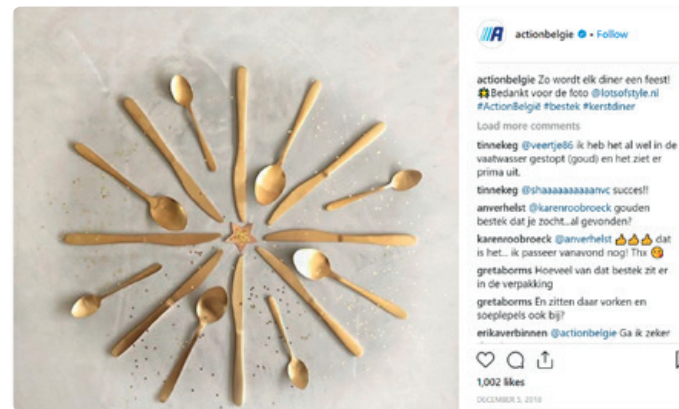 actionbelgie • Follow
actionbelgie Zo wordt elk diner een feest!
Bedankt voor de foto @lotsofstyle.nl
#ActionBelgië #bestek #kerstdiner
Load more comments
tinnekeg @veertje86 ik heb het al wel in de
vaatwasser gestopt (goud) en het ziet er
prima uit.
tinnekeg @shaaaaaaaaaanvc succes!!
anverhelst @karenroobroeck gouden
bestek dat je zocht...al gevonden?
karenroobroeck @anverhelst 👍👍👍 dat
is het... ik passeer vanavond nog! Thx 😋
gretaborms Hoeveel van dat bestek zit er
in de verpakking
gretaborms En zitten daar vorken en
soeplepels ook bij?
erikaverbinnen @actionbelgie Ga ik zeker
1,002 likes
DECEMBER 5, 2018